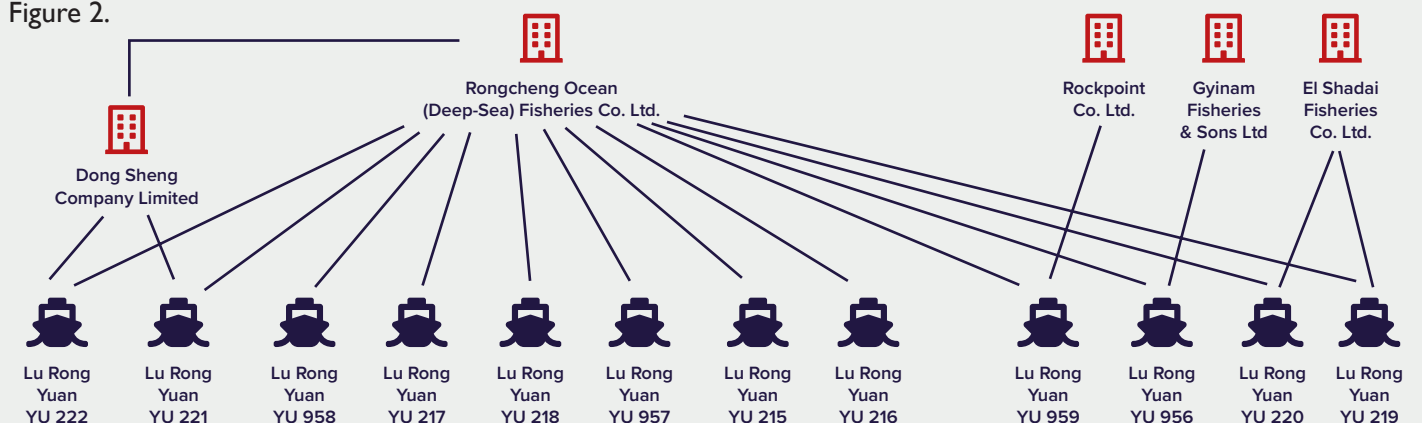 Figure 2.
Rongcheng Ocean
(Deep-Sea) Fisheries Co. Ltd.
Rockpoint
Co. Ltd.
Gyinam
Fisheries
& Sons Ltd
El Shadai
Fisheries
Co. Ltd.
Dong Sheng
Company Limited
Lu Rong
Yuan
YU 222
Lu Rong
Yuan
YU 221
Lu Rong
Yuan
YU 958
Lu Rong
Yuan
YU 217
Lu Rong
Yuan
YU 218
Lu Rong
Yuan
YU 957
Lu Rong
Yuan
YU 215
Lu Rong
Yuan
YU 216
Lu Rong
Yuan
YU 959
Lu Rong
Yuan
YU 956
Lu Rong
Yuan
YU 220
Lu Rong
Yuan
YU 219